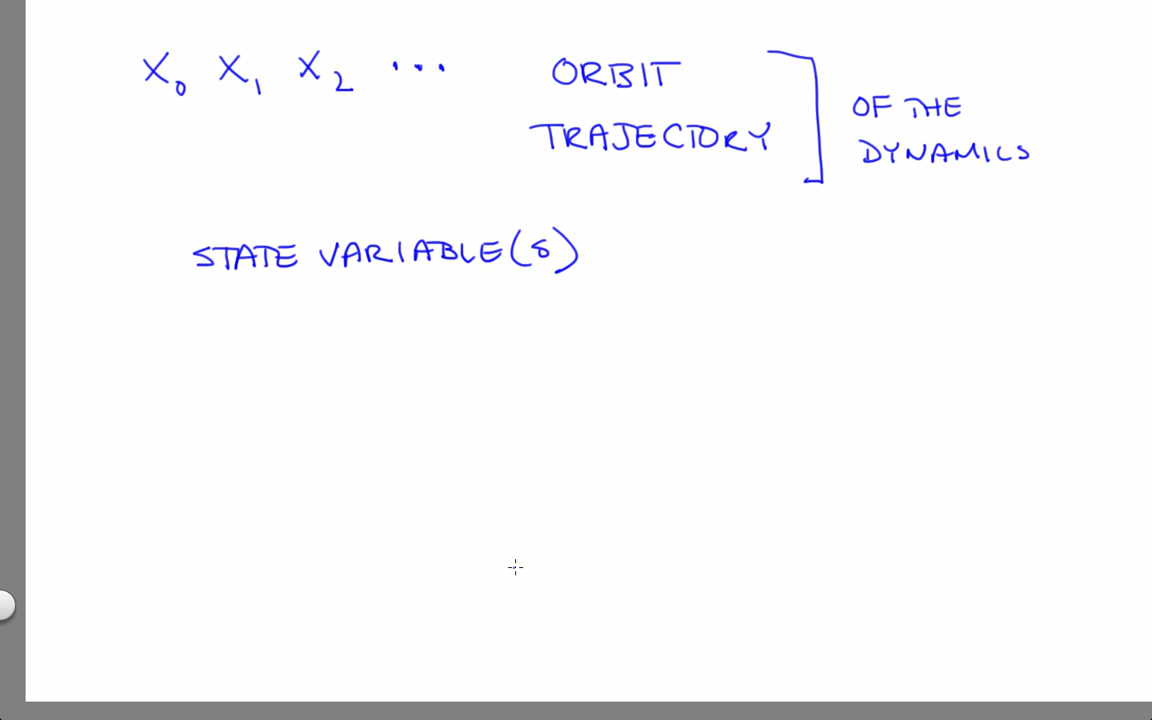 X₀ X₁ X₂ ... ORBIT
TRAJECTORY
OF THE
DYNAMICS
STATE VARIABLE(S)